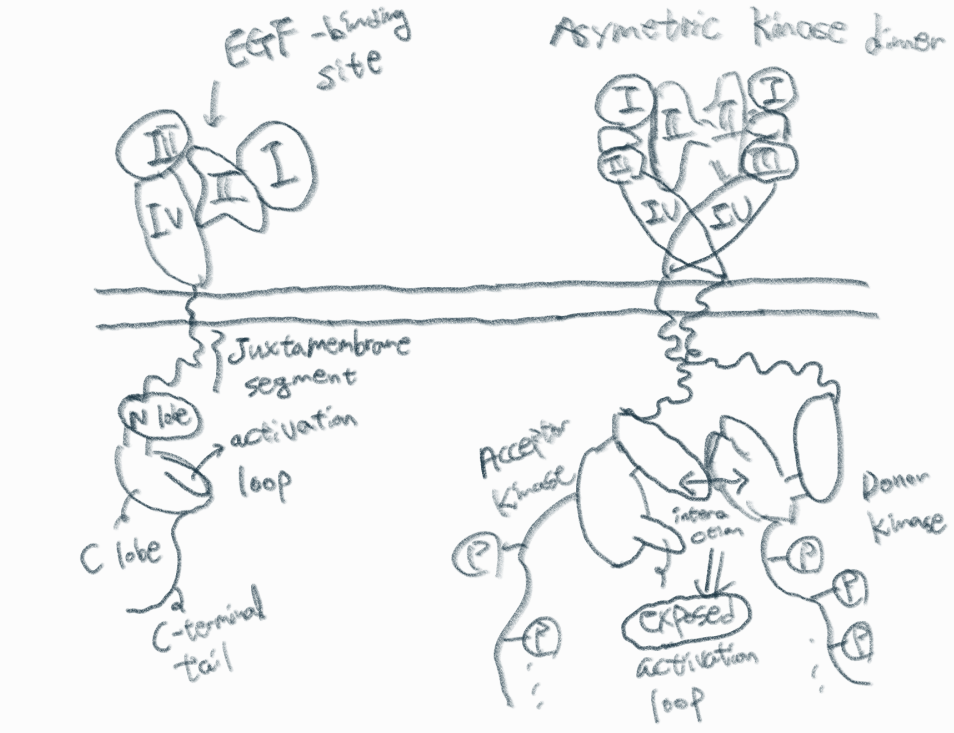 EGF-binding
site
III
I
II
IV
Juxtamembrane
segment
N lobe
activation
loop
C lobe
C-terminal
tail
Asymetric Kinase dimer
I
II
II
I
III
III
IV
IV
Acceptor
Kinase
intera
ction
Donor
Kinase
P
P
P
P
P
exposed
activation
loop